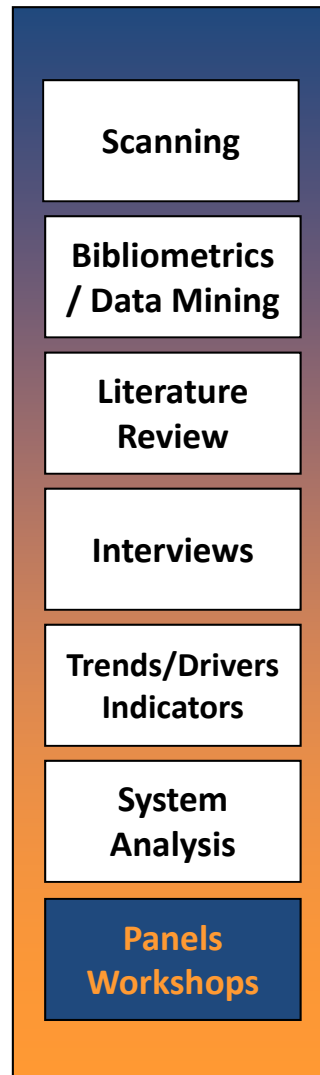 Scanning
Bibliometrics
/ Data Mining
Literature
Review
Interviews
Trends/Drivers
Indicators
System
Analysis
Panels
Workshops